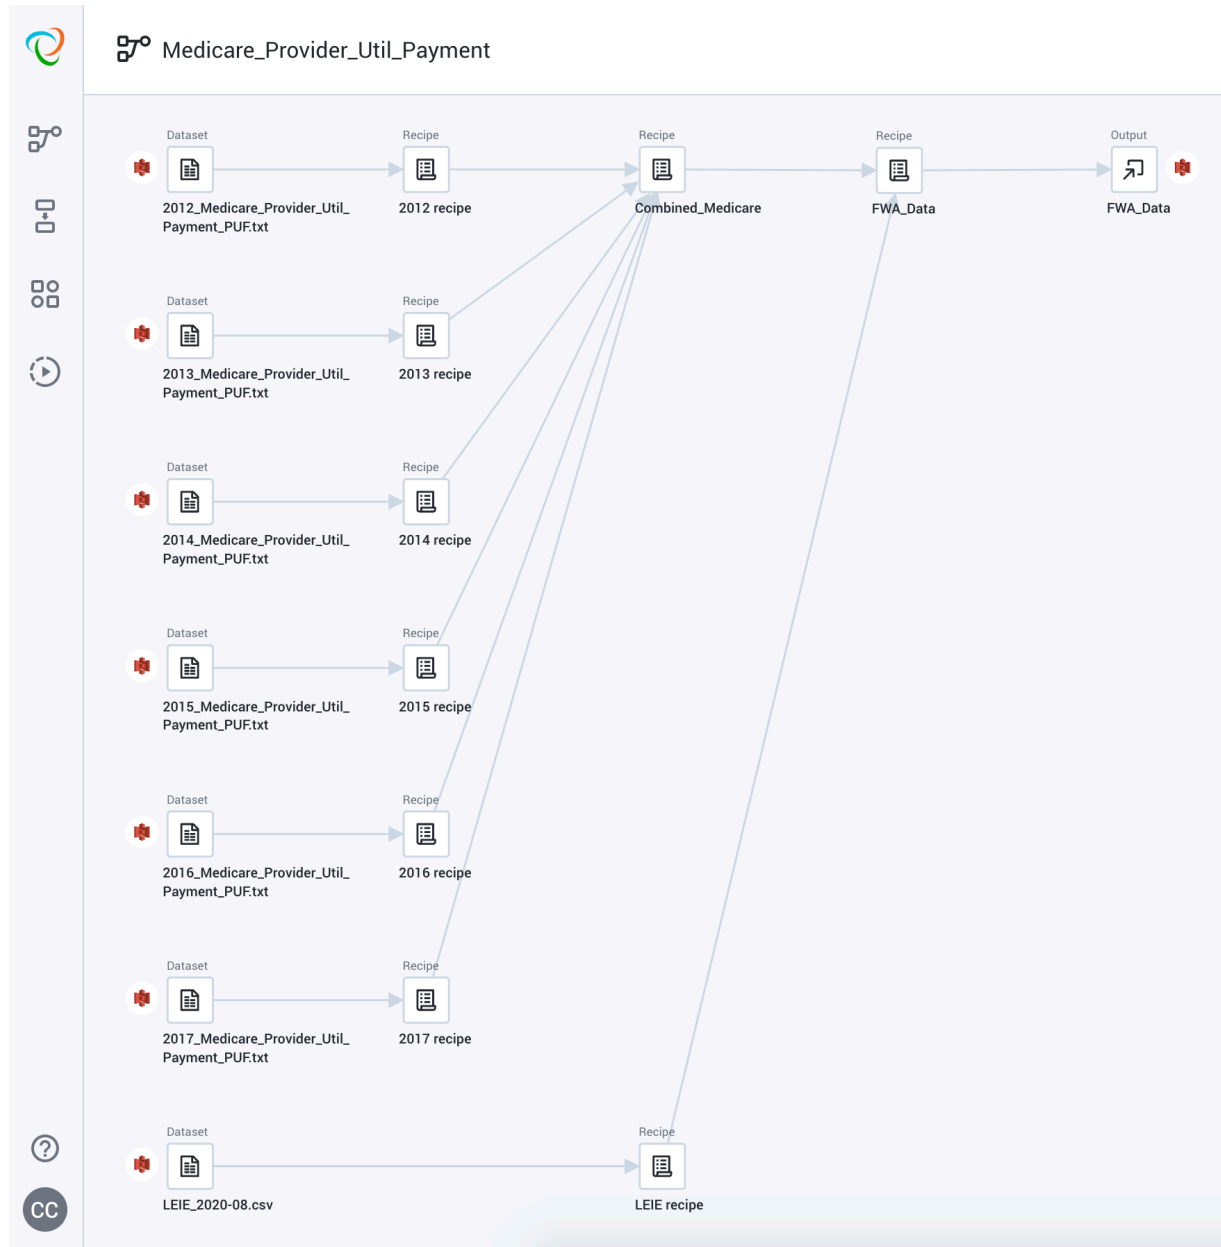 Medicare_Provider_Util_Payment
Dataset
Recipe
Recipe
Recipe
Output
2012_Medicare_Provider_Util_
Payment_PUF.txt
2012 recipe
Combined_Medicare
FWA_Data
FWA_Data
Dataset
Recipe
2013_Medicare_Provider_Util_
Payment_PUF.txt
2013 recipe
Dataset
Recipe
2014_Medicare_Provider_Util_
Payment_PUF.txt
2014 recipe
Dataset
Recipe
2015_Medicare_Provider_Util_
Payment_PUF.txt
2015 recipe
Dataset
Recipe
2016_Medicare_Provider_Util_
Payment_PUF.txt
2016 recipe
Dataset
Recipe
2017_Medicare_Provider_Util_
Payment_PUF.txt
2017 recipe
Dataset
Recipe
LEIE_2020-08.csv
LEIE recipe
?
CC